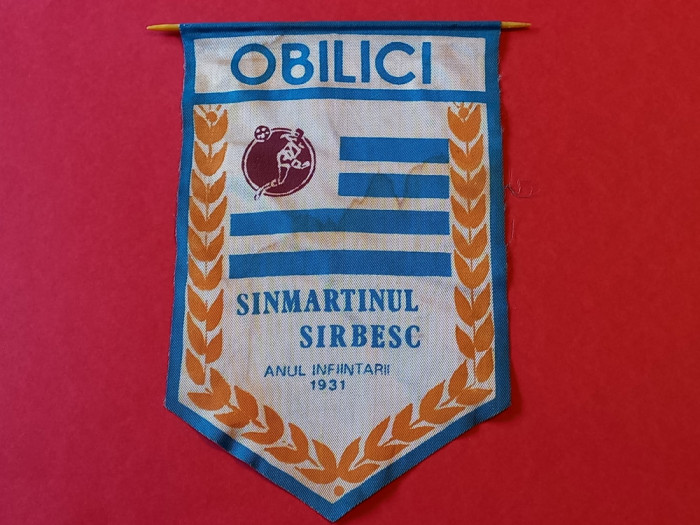 OBILICI
SINMARTINUL
SIRBESC
ANUL INFIINTARII
1931